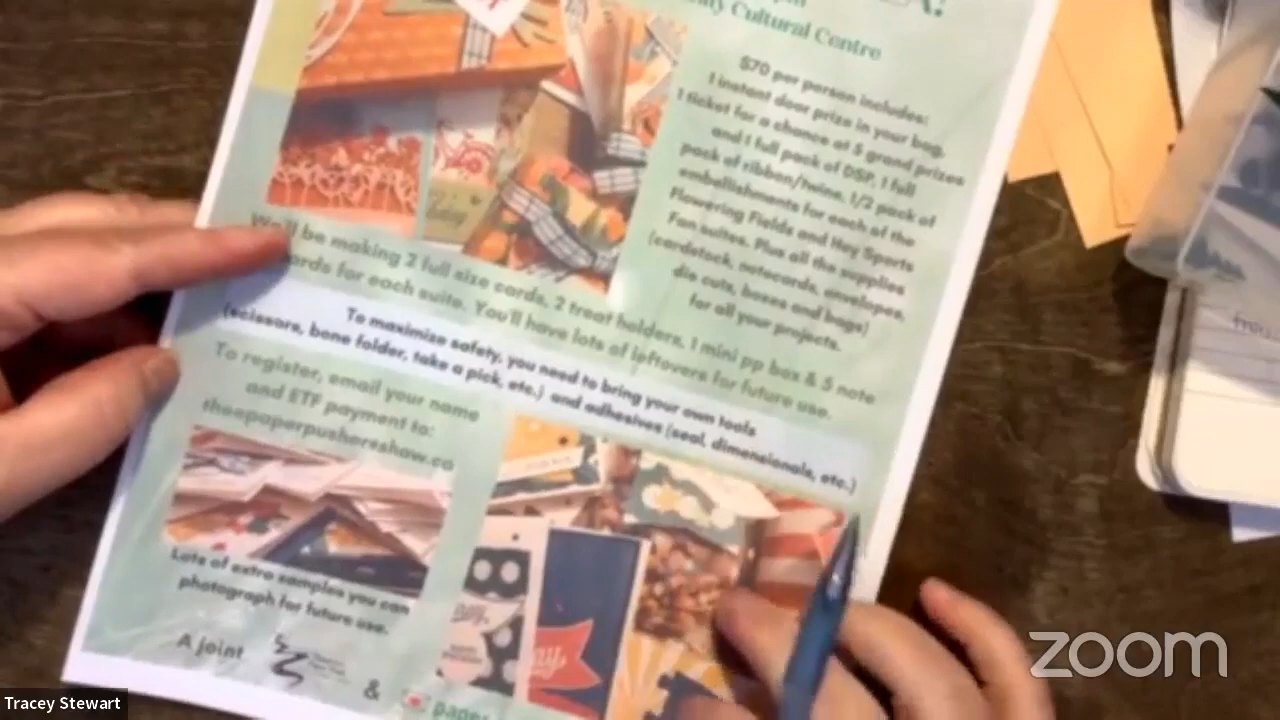 Cultural Centre
$70 per person includes:
1 instant door prize in your bag,
1 ticket for a chance at 5 grand prizes
and 1 full pack of DSP, 1 full
pack of ribbon/twine, 1/2 pack of
embellishments for each of the
Flowering Fields and Hey Sports
Fan suites. Plus all the supplies
(cardstock, notecards, envelopes,
die cuts, boxes and bags)
for all your projects.
We'll be making 2 full size cards, 2 treat holders, 1 mini pp box & 5 note
cards for each suite. You'll have lots of leftovers for future use.
To maximize safety, you need to bring your own tools
(scissors, bone folder, take a pick, etc.) and adhesives (seal, dimensionals, etc.)
To register, email your name
and ETF payment to:
thepaperpushersshow.ca
Lots of extra samples you can
photograph for future use.
A joint
&
paper
zoom
Tracey Stewart